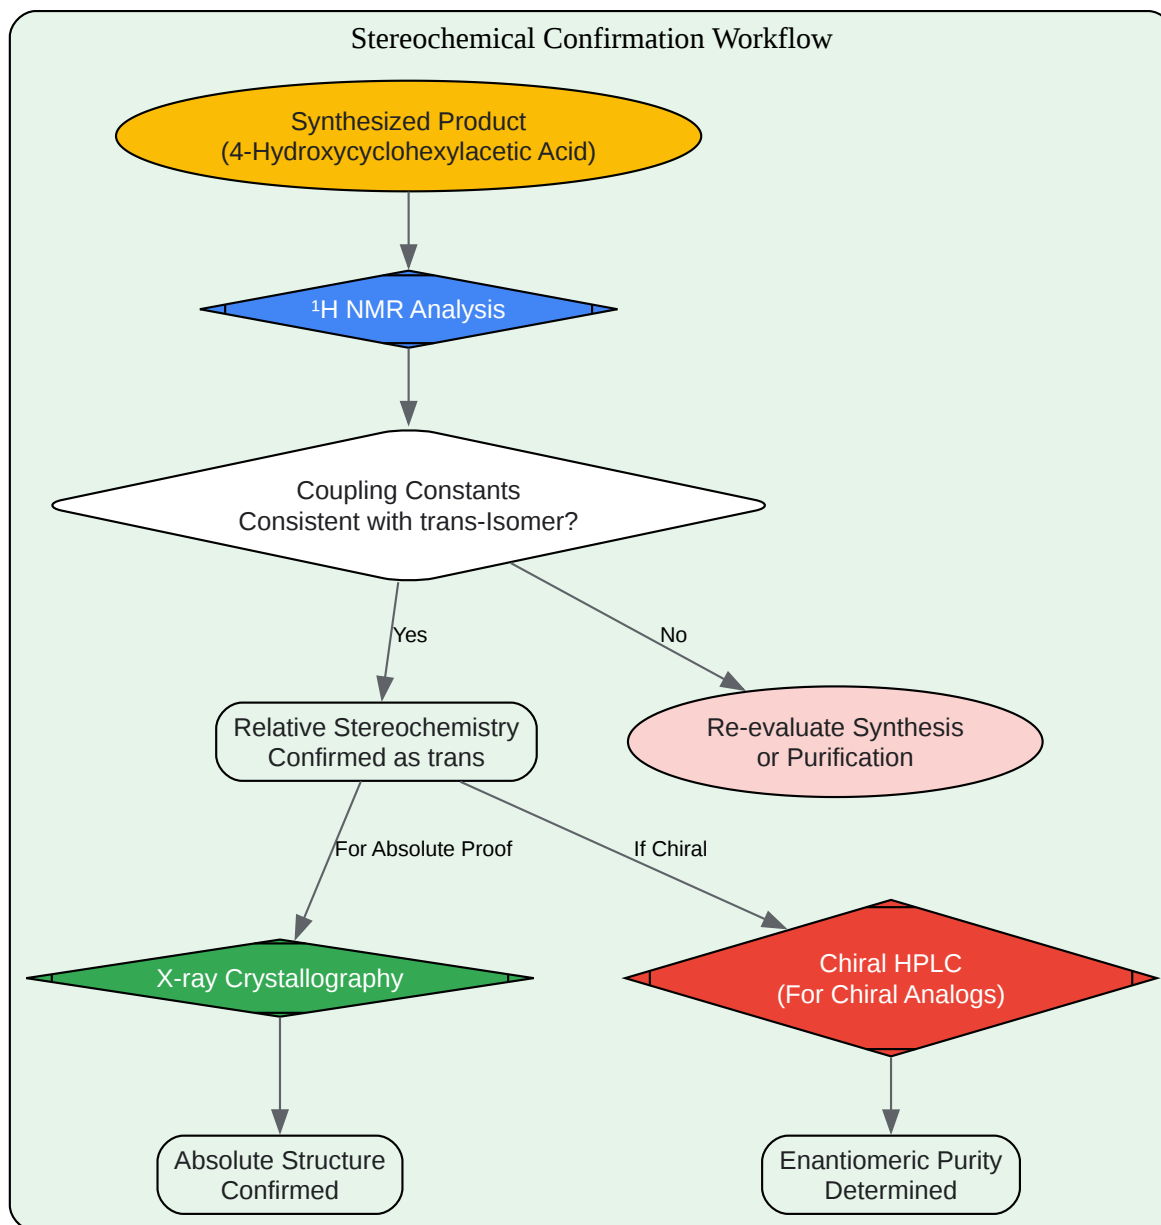 Stereochemical Confirmation Workflow
Synthesized Product
(4-Hydroxycyclohexylacetic Acid)
¹H NMR Analysis
Coupling Constants
Consistent with trans-Isomer?
Yes
No
Relative Stereochemistry
Confirmed as trans
Re-evaluate Synthesis
or Purification
For Absolute Proof
If Chiral
X-ray Crystallography
Chiral HPLC
(For Chiral Analogs)
Absolute Structure
Confirmed
Enantiomeric Purity
Determined